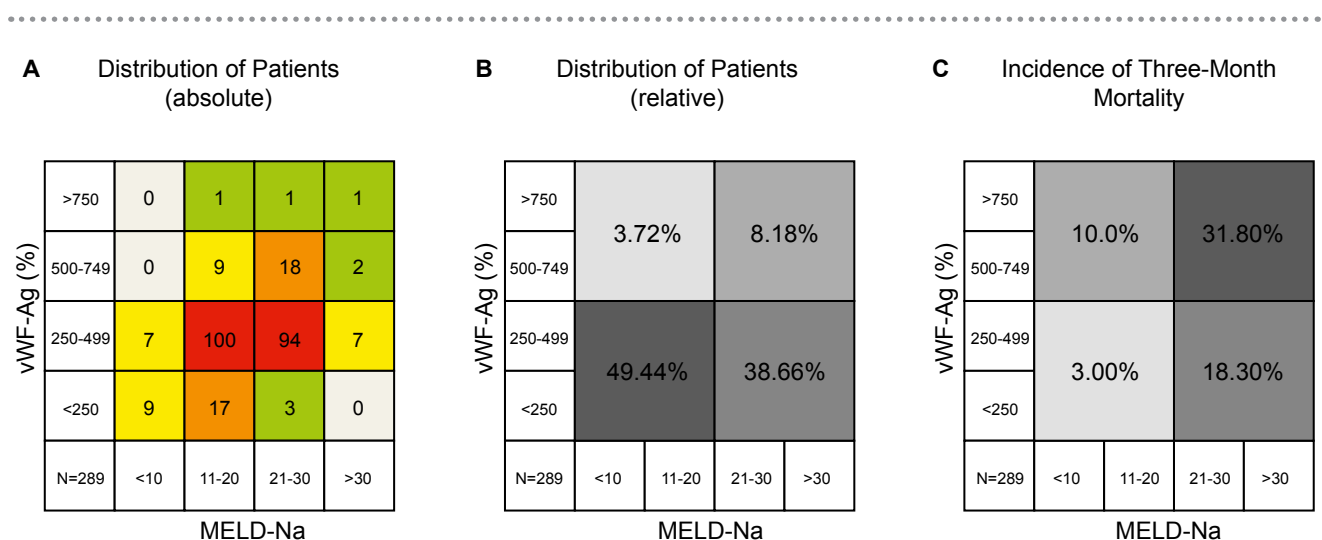 A Distribution of Patients
(absolute)
vWF-Ag (%)
>750 0 1 1 1
500-749 0 9 18 2
250-499 7 100 94 7
<250 9 17 3 0
N=289 <10 11-20 21-30 >30
MELD-Na
B Distribution of Patients
(relative)
vWF-Ag (%)
>750
3.72% 8.18%
500-749
250-499
49.44% 38.66%
<250
N=289 <10 11-20 21-30 >30
MELD-Na
C Incidence of Three-Month
Mortality
vWF-Ag (%)
>750
10.0% 31.80%
500-749
250-499
3.00% 18.30%
<250
N=289 <10 11-20 21-30 >30
MELD-Na